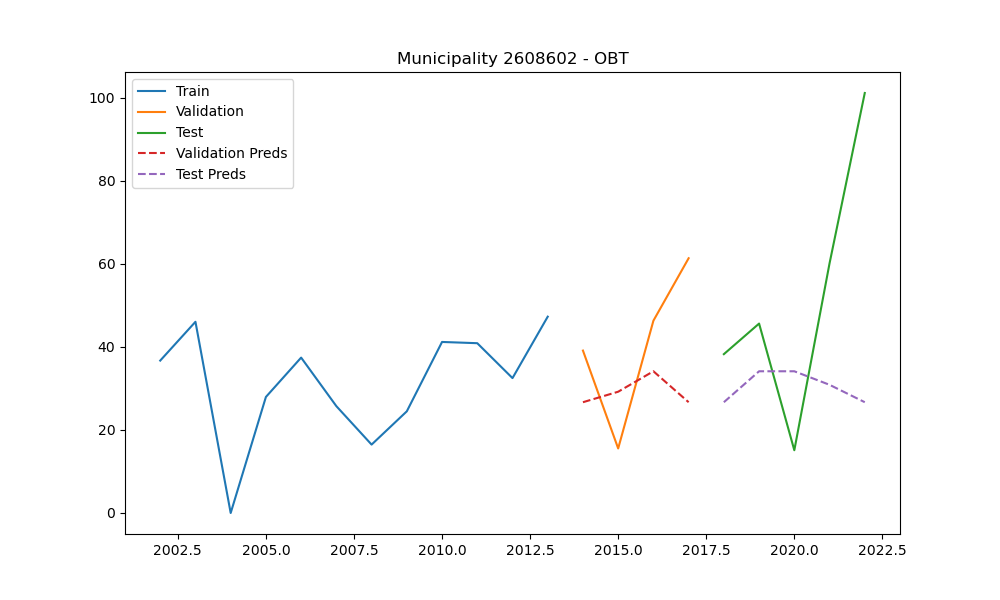 Municipality 2608602 - OBT
Train
Validation
Test
Validation Preds
Test Preds
100
80
60
40
20
0
2002.5 2005.0 2007.5 2010.0 2012.5 2015.0 2017.5 2020.0 2022.5